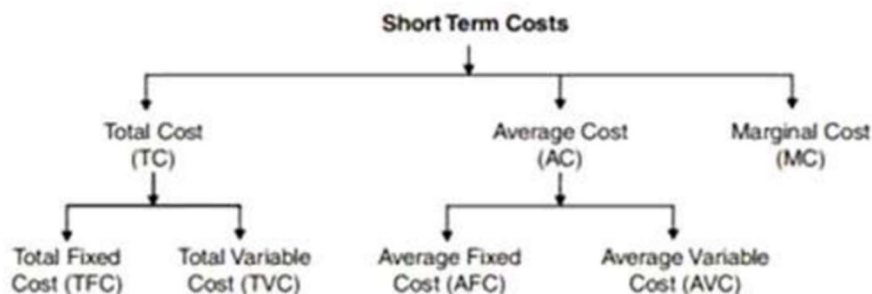 Short Term Costs
Total Cost
(TC)
Average Cost
(AC)
Marginal Cost
(MC)
Total Fixed
Cost (TFC)
Total Variable
Cost (TVC)
Average Fixed
Cost (AFC)
Average Variable
Cost (AVC)